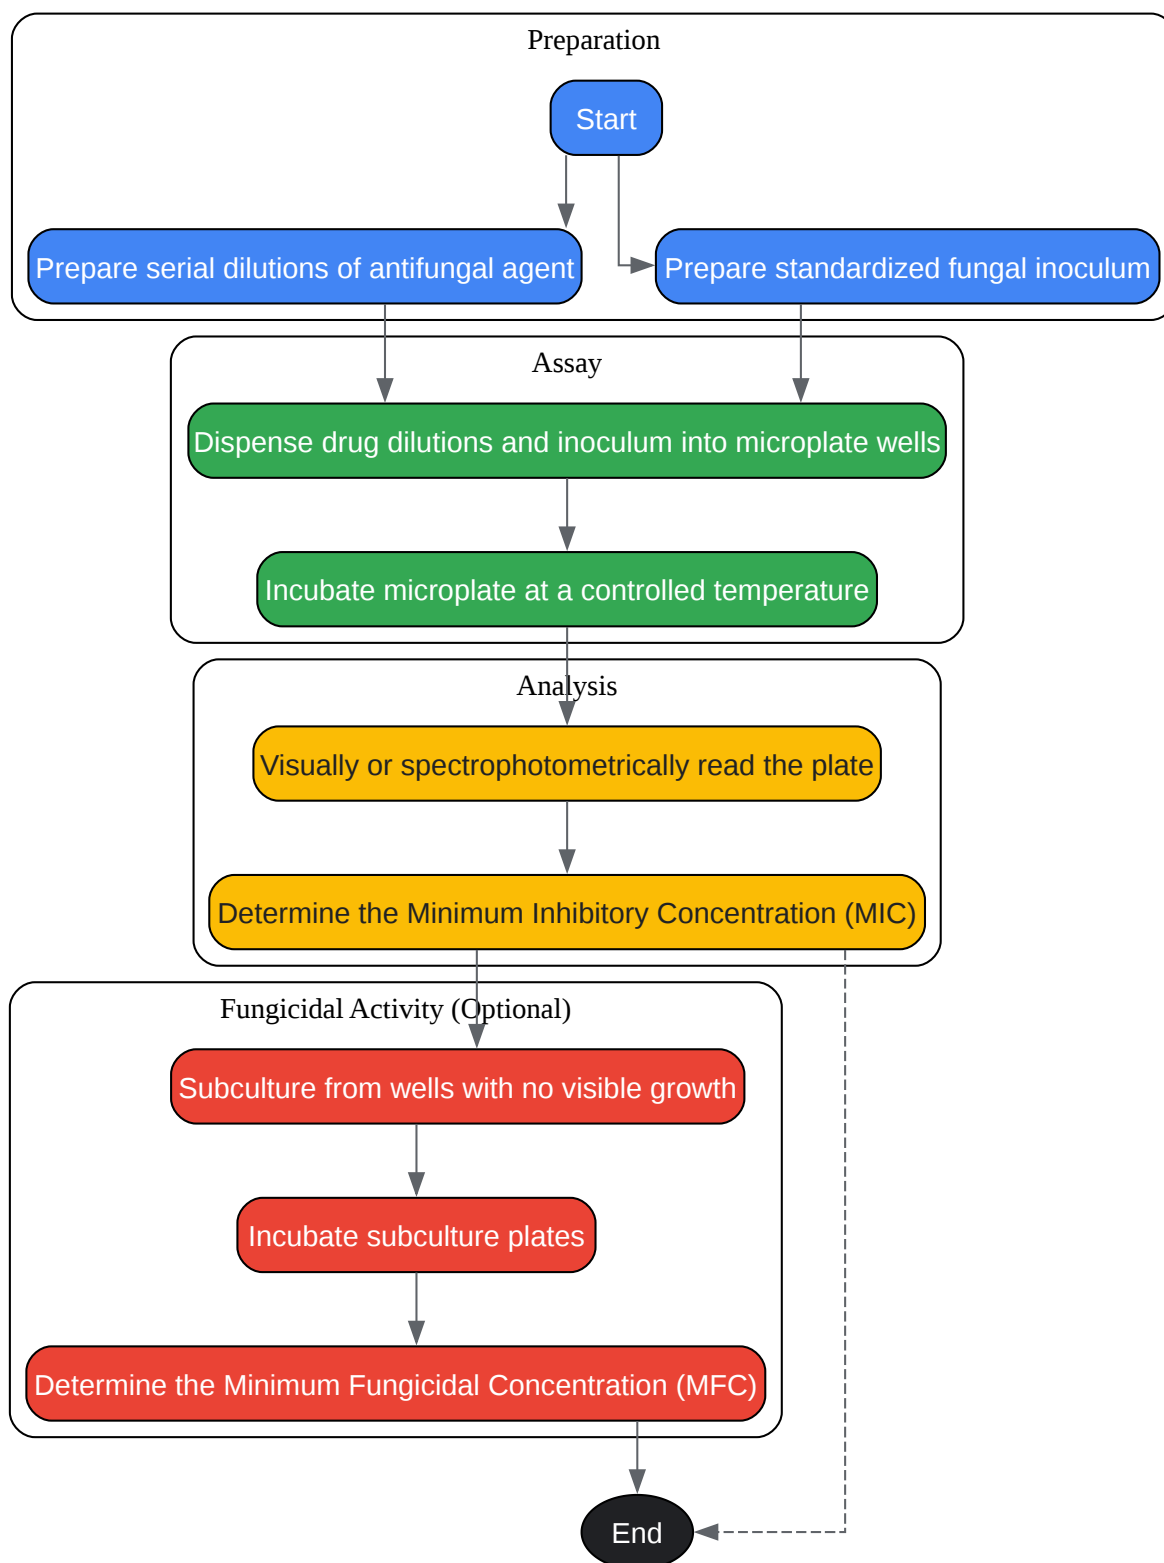 Preparation
Start
Prepare serial dilutions of antifungal agent
Prepare standardized fungal inoculum
Assay
Dispense drug dilutions and inoculum into microplate wells
Incubate microplate at a controlled temperature
Analysis
Visually or spectrophotometrically read the plate
Determine the Minimum Inhibitory Concentration (MIC)
Fungicidal Activity (Optional)
Subculture from wells with no visible growth
Incubate subculture plates
Determine the Minimum Fungicidal Concentration (MFC)
End